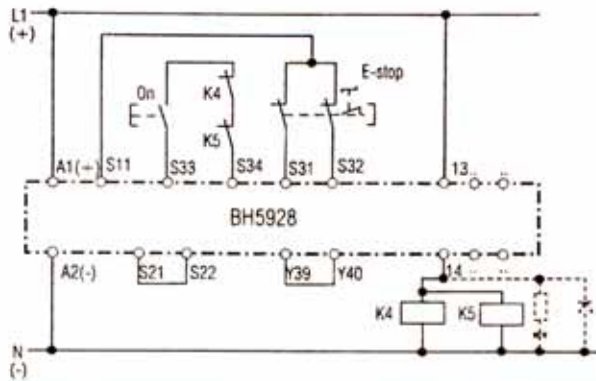 L1
(+)
On
K4
K5
E-stop
A1(+) S11 S33 S34 S31 S32 13
BH5928
A2(-) S21 S22 Y39 Y40 14
K4 K5
N
(-)